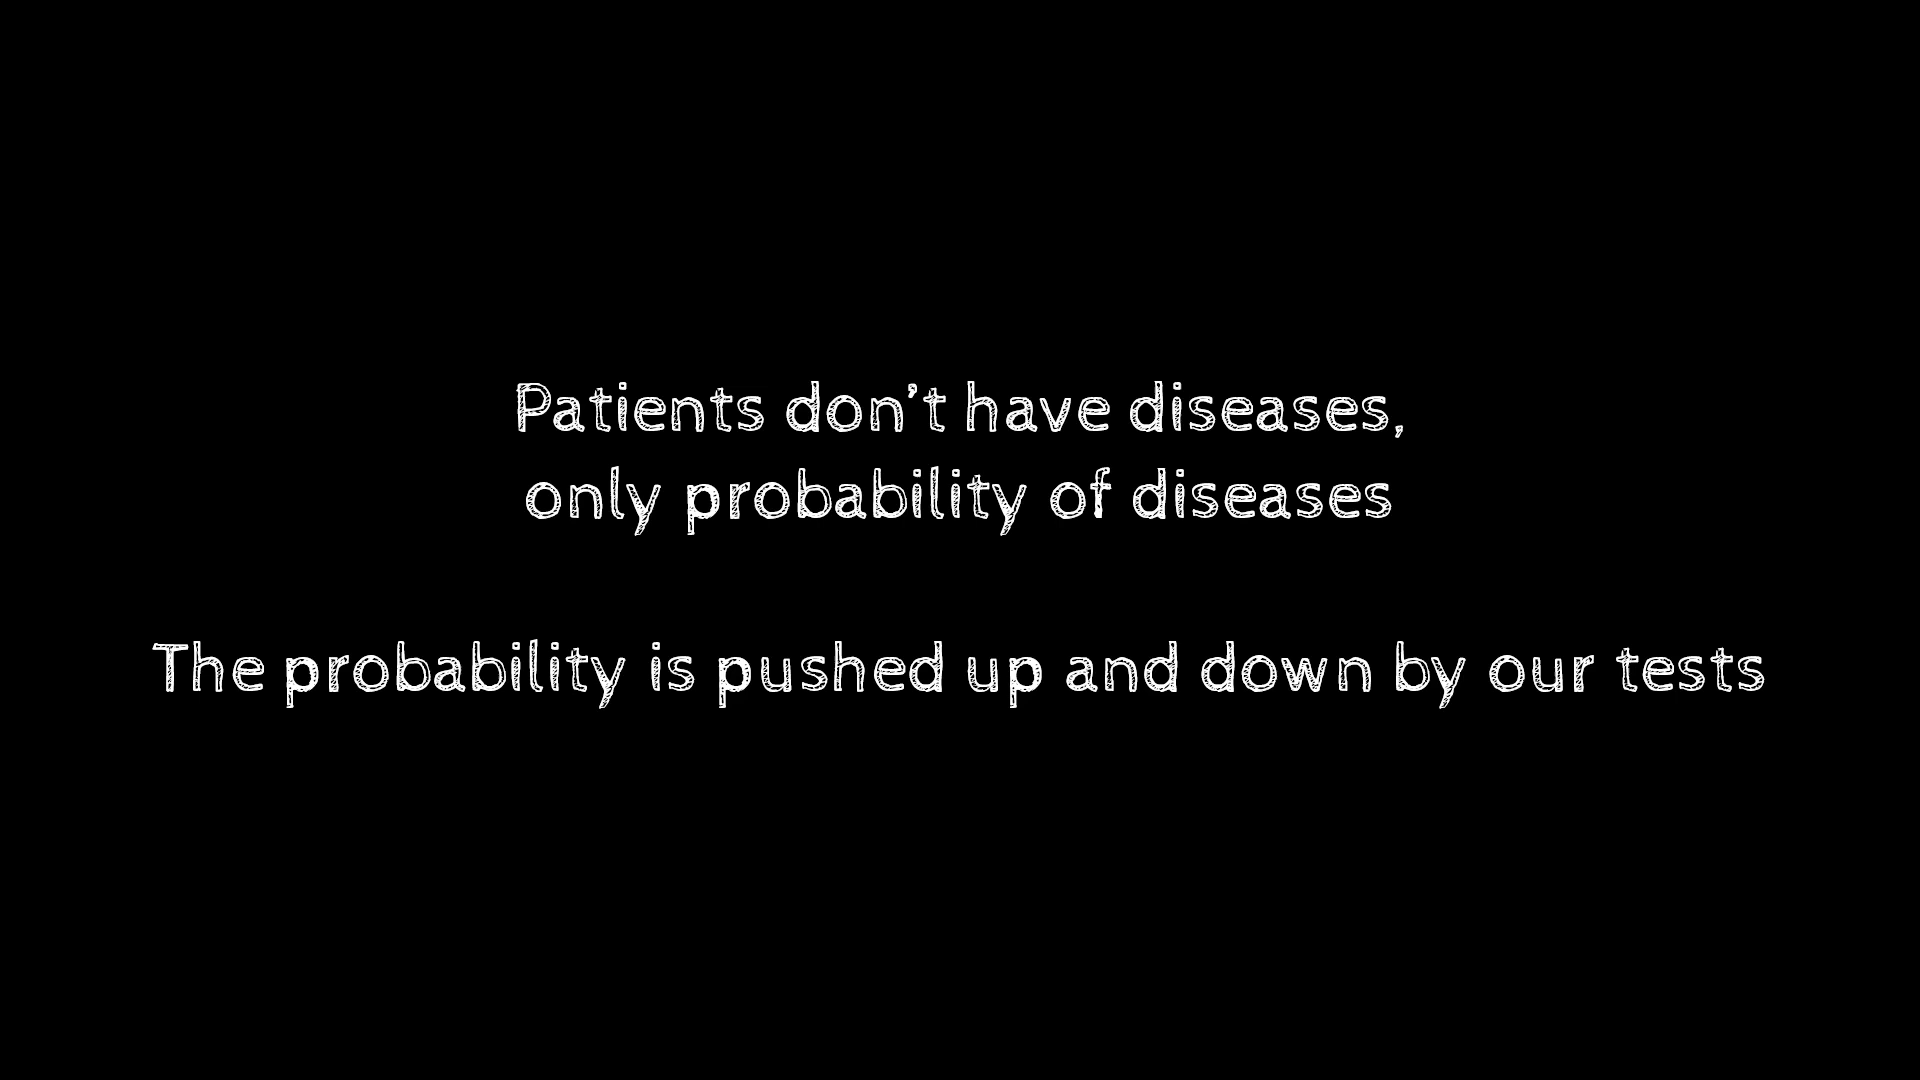 Patients don’t have diseases,
only probability of diseases
The probability is pushed up and down by our tests